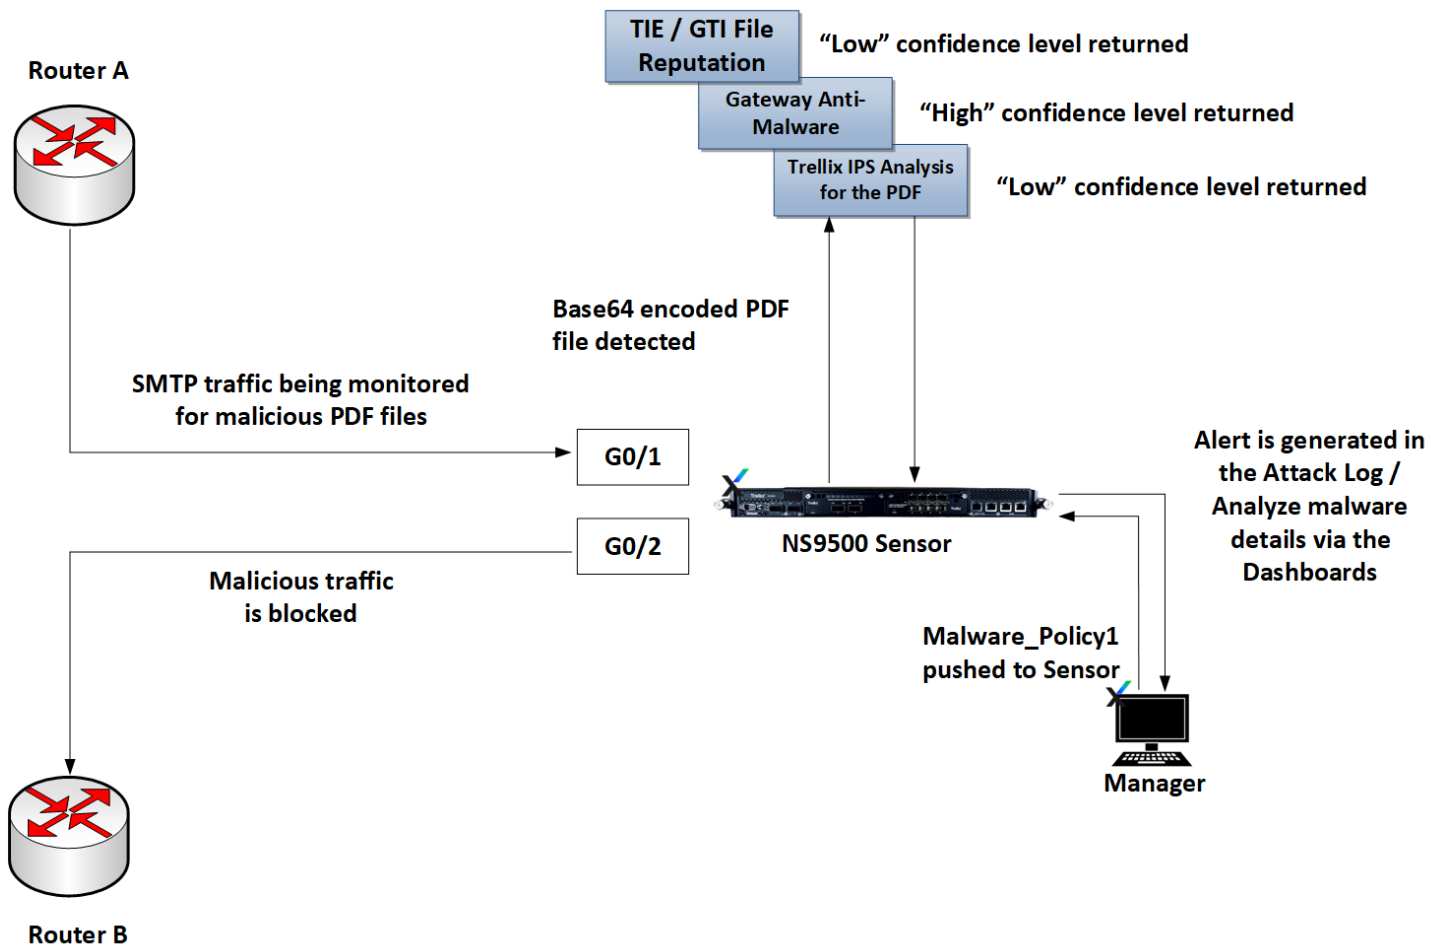 TIE / GTI File
Reputation
“Low” confidence level returned
Router A
Gateway Anti-
Malware
“High” confidence level returned
Trellix IPS Analysis
for the PDF
“Low” confidence level returned
Base64 encoded PDF
file detected
SMTP traffic being monitored
for malicious PDF files
G0/1
Alert is generated in
the Attack Log /
Analyze malware
details via the
Dashboards
Trellix
NS9500 Sensor
G0/2
Malicious traffic
is blocked
Malware_Policy1
pushed to Sensor
Manager
Router B